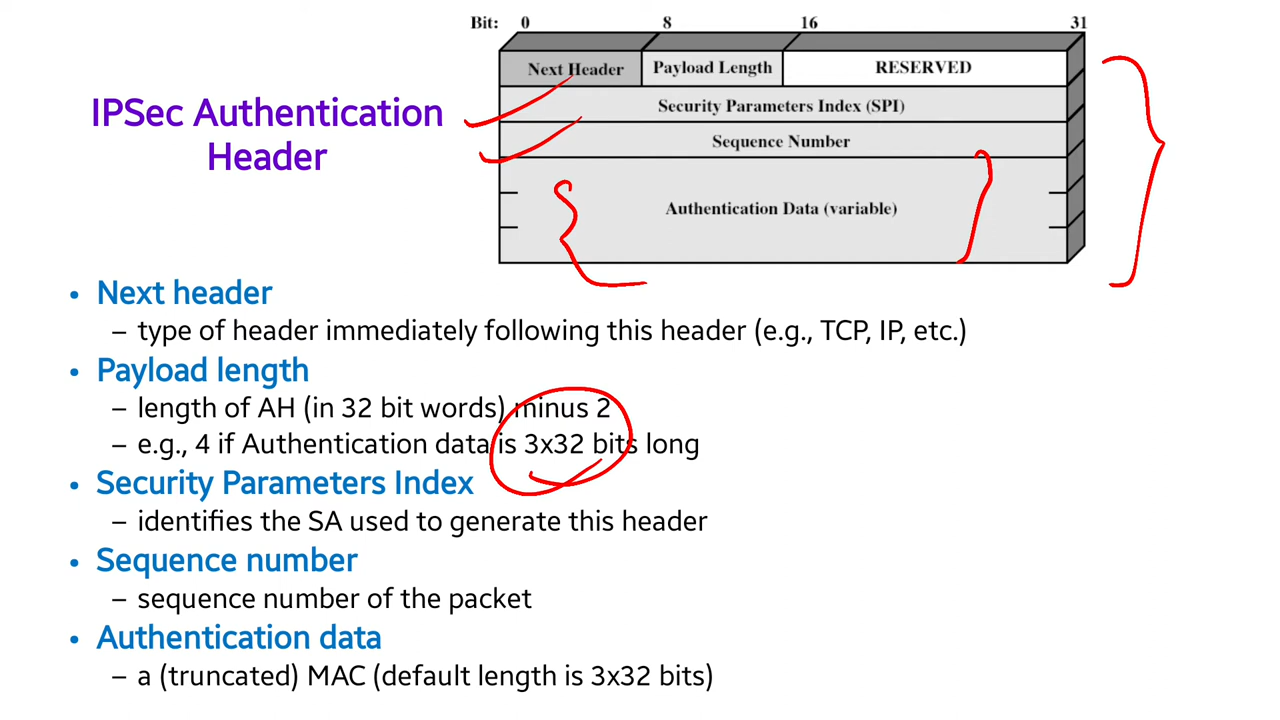 Bit: 0 8 16 31
Next Header Payload Length RESERVED
Security Parameters Index (SPI)
Sequence Number
Authentication Data (variable)
IPSec Authentication
Header
• Next header
– type of header immediately following this header (e.g., TCP, IP, etc.)
• Payload length
– length of AH (in 32 bit words) minus 2
– e.g., 4 if Authentication data is 3x32 bits long
• Security Parameters Index
– identifies the SA used to generate this header
• Sequence number
– sequence number of the packet
• Authentication data
– a (truncated) MAC (default length is 3x32 bits)